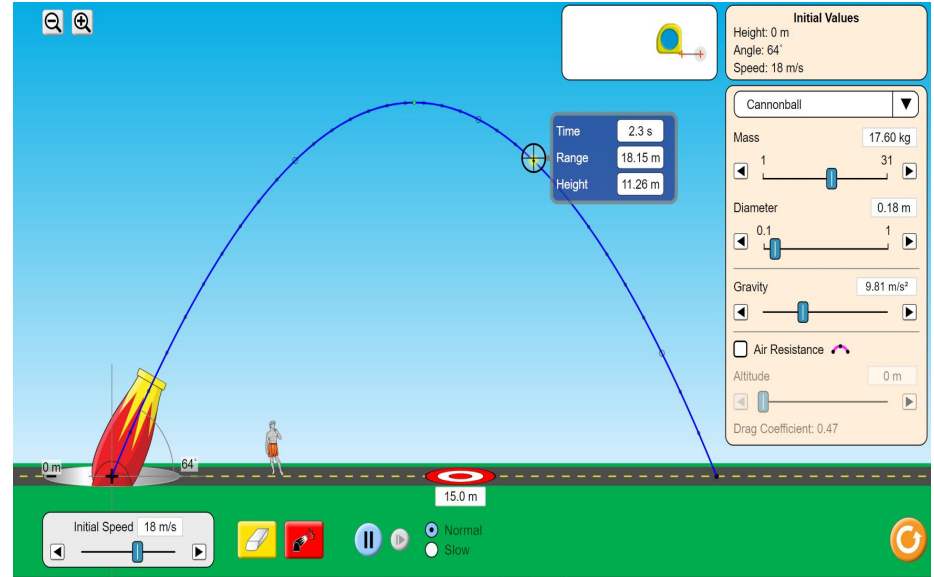 Initial Values
Height: 0 m
Angle: 64°
Speed: 18 m/s
Cannonball
Mass 17.60 kg
1 31
Diameter 0.18 m
0.1 1
Gravity 9.81 m/s²
Air Resistance
Altitude 0 m
Drag Coefficient: 0.47
Time 2.3 s
Range 18.15 m
Height 11.26 m
0 m 64°
15.0 m
Initial Speed 18 m/s
Normal
Slow